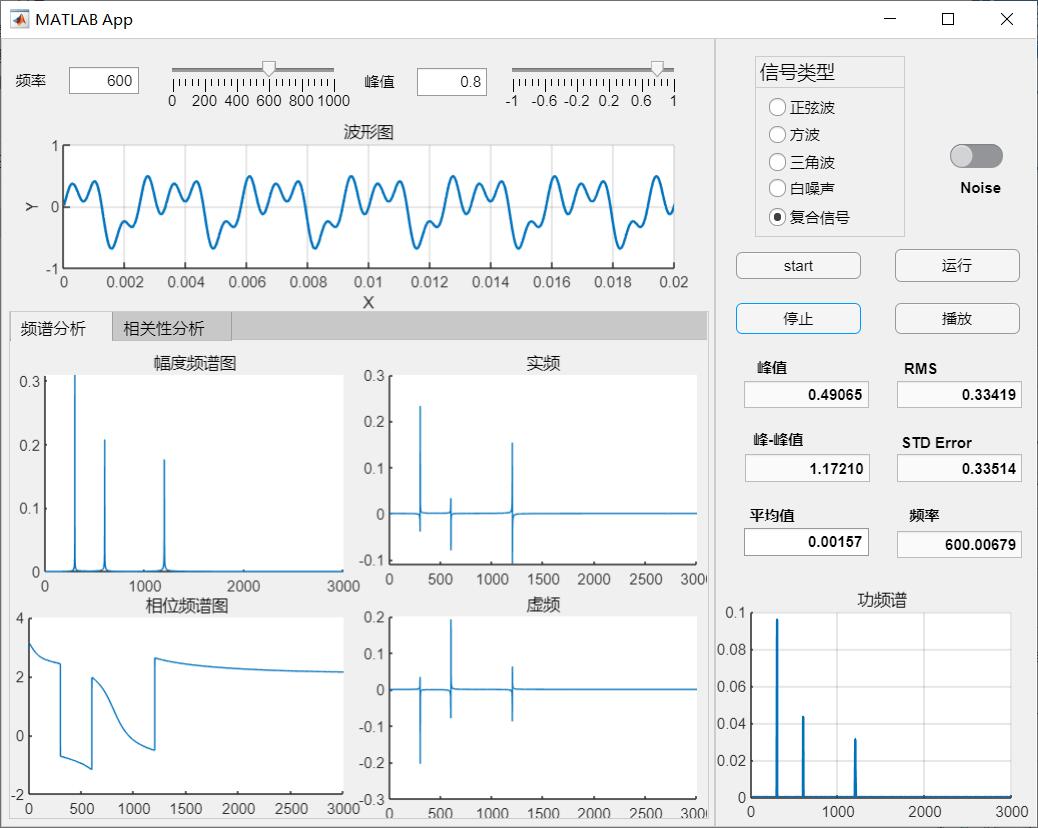 MATLAB App
频率 600
0 200 400 600 800 1000
峰值 0.8
-1 -0.6 -0.2 0.2 0.6 1
波形图
1
0
-1
Y
0 0.002 0.004 0.006 0.008 0.01 0.012 0.014 0.016 0.018 0.02
X
信号类型
正弦波
方波
三角波
白噪声
复合信号
Noise
start 运行
停止 播放
频谱分析 相关性分析
幅度频谱图
0.3
0.2
0.1
0
0 1000 2000 3000
实频
0.3
0.2
0.1
0
-0.1
0 500 1000 1500 2000 2500 3000
相位频谱图
4
2
0
-2
0 500 1000 1500 2000 2500 3000
虚频
0.2
0.1
0
-0.1
-0.2
-0.3
0 500 1000 1500 2000 2500 3000
峰值 RMS
0.49065 0.33419
峰-峰值 STD Error
1.17210 0.33514
平均值 频率
0.00157 600.00679
功频谱
0.1
0.08
0.06
0.04
0.02
0
0 1000 2000 3000